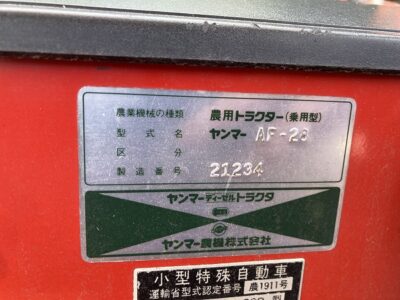 農業機械の種類 農用トラクター(乗用型)
型式名 ヤンマー AF-28
区分
製造番号 21234
ヤンマーディーゼルトラクタ
ヤンマー農機株式会社
小型特殊自動車
運輸省型式認定番号 農1911号